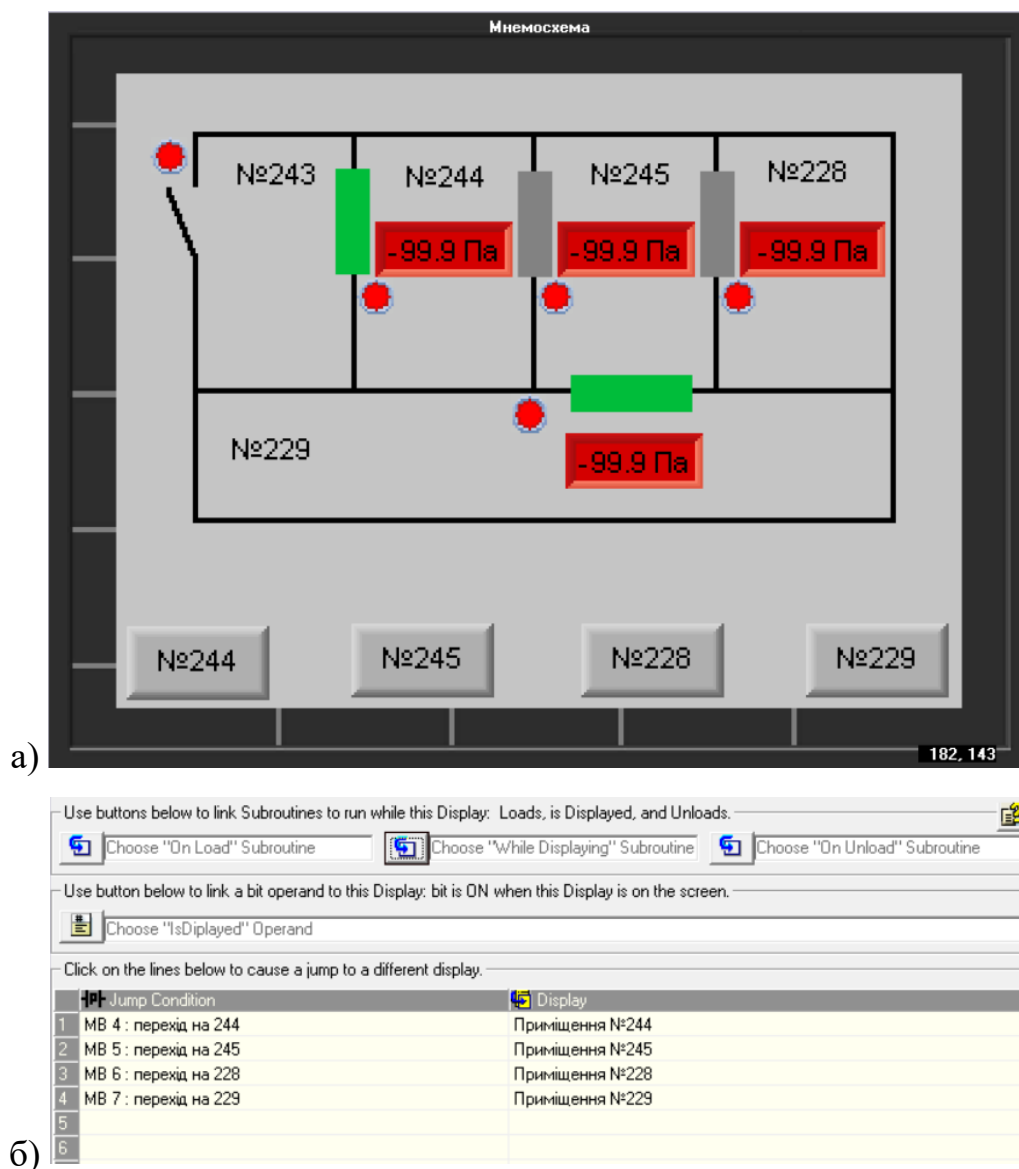 Мнемосхема
№243
№244
№245
№228
-99.9 Па
-99.9 Па
-99.9 Па
№229
-99.9 Па
№244
№245
№228
№229
182, 143
а)
Use buttons below to link Subroutines to run while this Display: Loads, is Displayed, and Unloads.
Choose "On Load" Subroutine
Choose "While Displaying" Subroutine
Choose "On Unload" Subroutine
Use button below to link a bit operand to this Display: bit is ON when this Display is on the screen.
Choose "IsDiplayed" Operand
Click on the lines below to cause a jump to a different display.
Jump Condition Display
1 MB 4 : перехід на 244 Приміщення №244
2 MB 5 : перехід на 245 Приміщення №245
3 MB 6 : перехід на 228 Приміщення №228
4 MB 7 : перехід на 229 Приміщення №229
5
6
б)